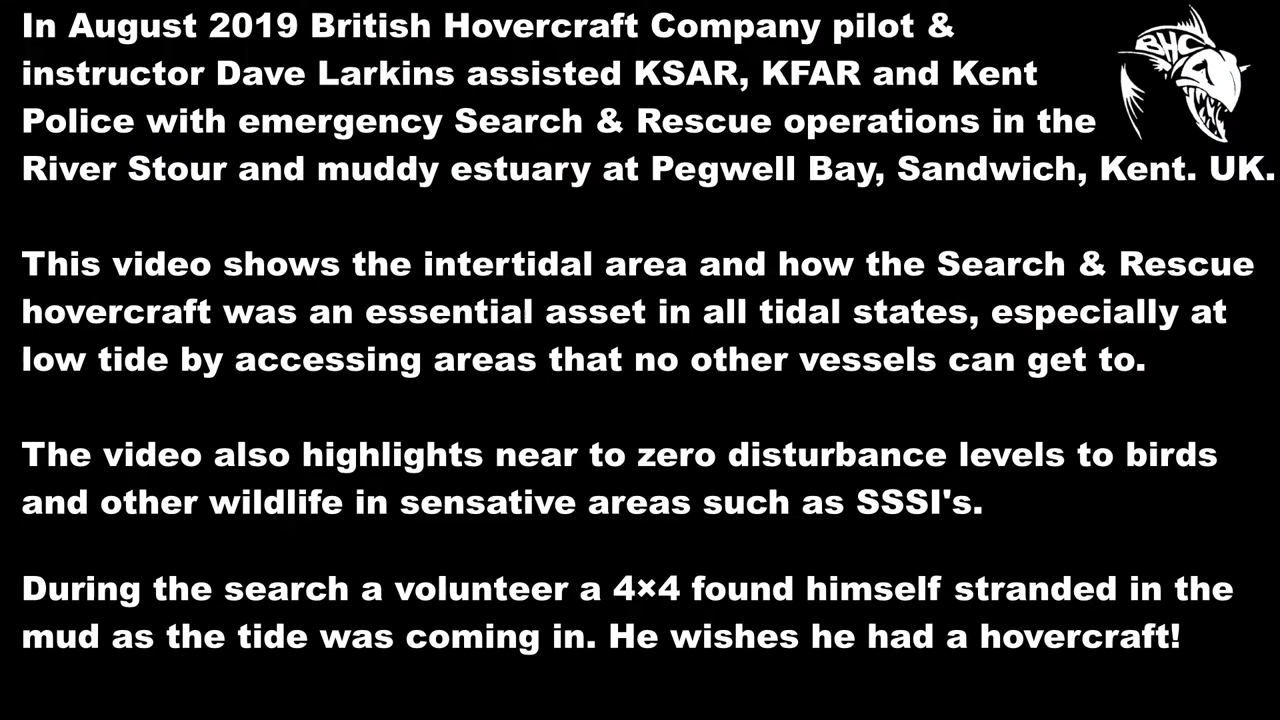 In August 2019 British Hovercraft Company pilot &
instructor Dave Larkins assisted KSAR, KFAR and Kent
Police with emergency Search & Rescue operations in the
River Stour and muddy estuary at Pegwell Bay, Sandwich, Kent. UK.
BHC
This video shows the intertidal area and how the Search & Rescue
hovercraft was an essential asset in all tidal states, especially at
low tide by accessing areas that no other vessels can get to.
The video also highlights near to zero disturbance levels to birds
and other wildlife in sensative areas such as SSSI's.
During the search a volunteer a 4×4 found himself stranded in the
mud as the tide was coming in. He wishes he had a hovercraft!